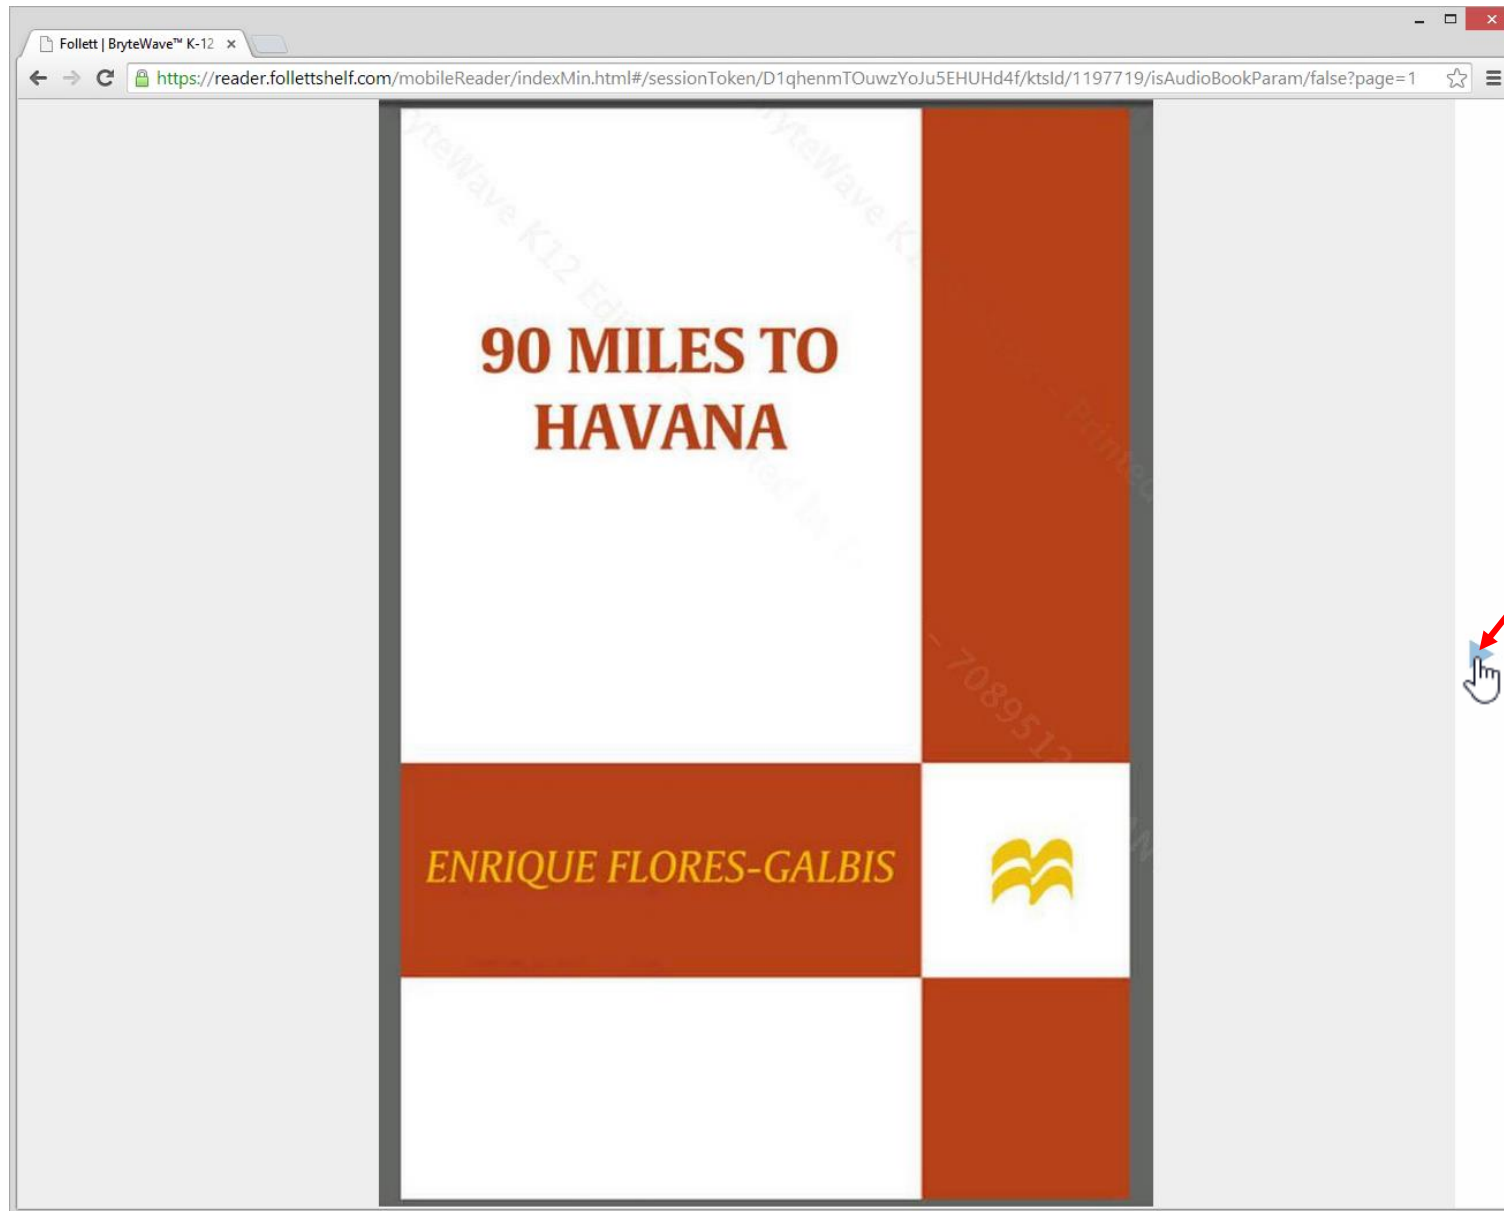 Follett | BryteWave™ K-12
https://reader.follettshelf.com/mobileReader/indexMin.html#/sessionToken/D1qhenmTOuwzYoJu5EHUHd4f/ktsId/1197719/isAudioBookParam/false?page=1
90 MILES TO
HAVANA
ENRIQUE FLORES-GALBIS